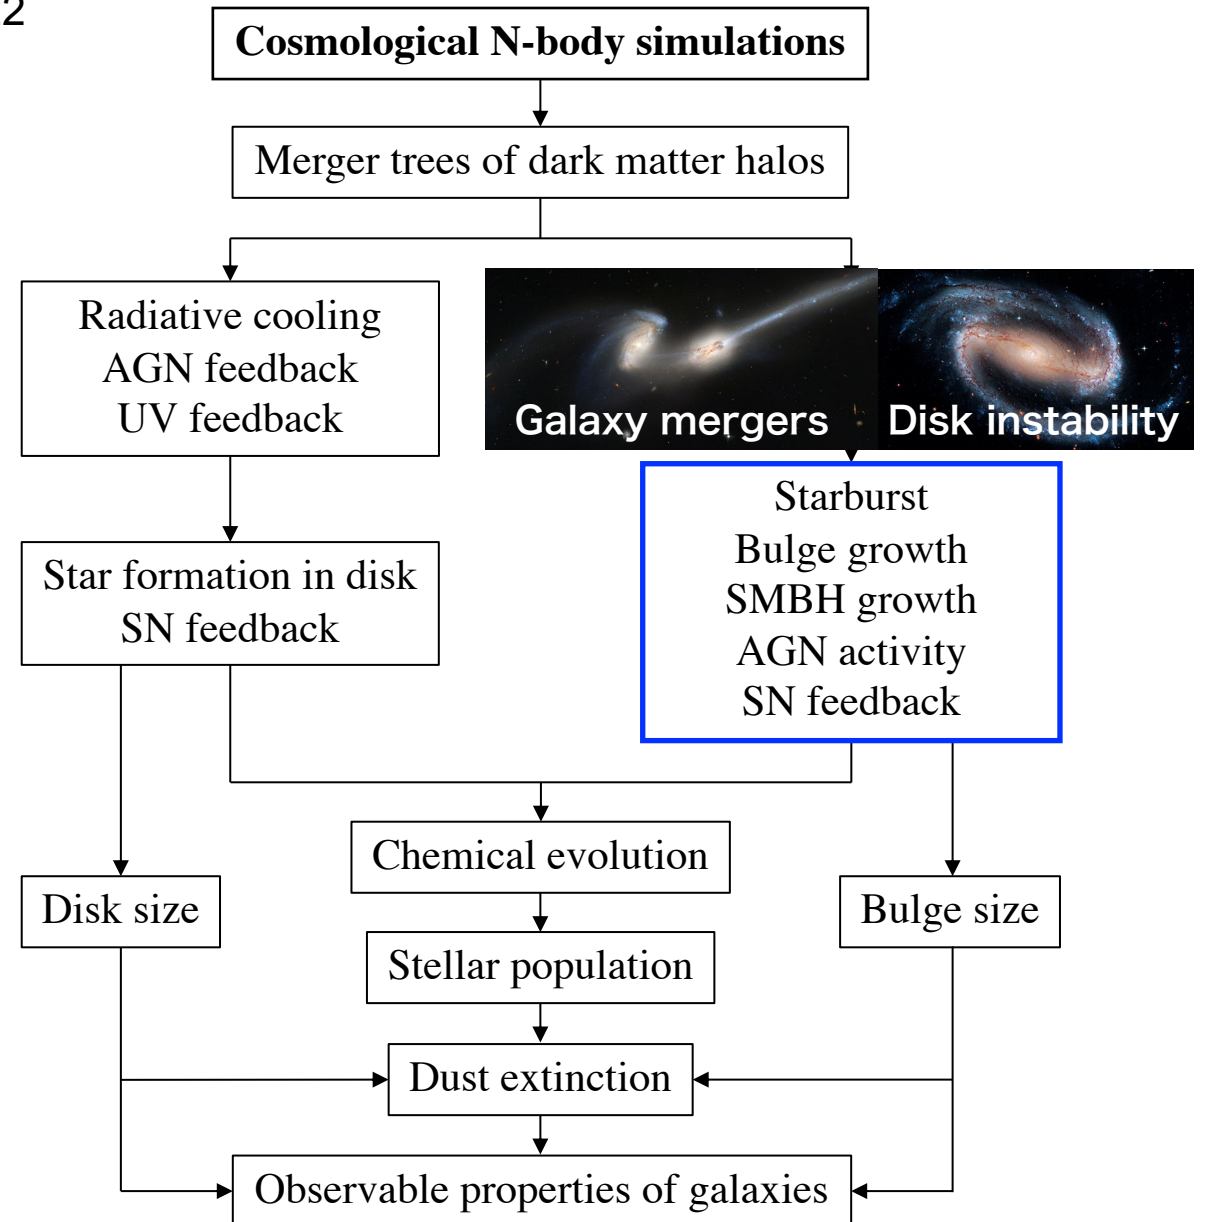 2
Cosmological N-body simulations
Merger trees of dark matter halos
Radiative cooling
AGN feedback
UV feedback
Galaxy mergers
Disk instability
Star formation in disk
SN feedback
Starburst
Bulge growth
SMBH growth
AGN activity
SN feedback
Chemical evolution
Disk size
Bulge size
Stellar population
Dust extinction
Observable properties of galaxies